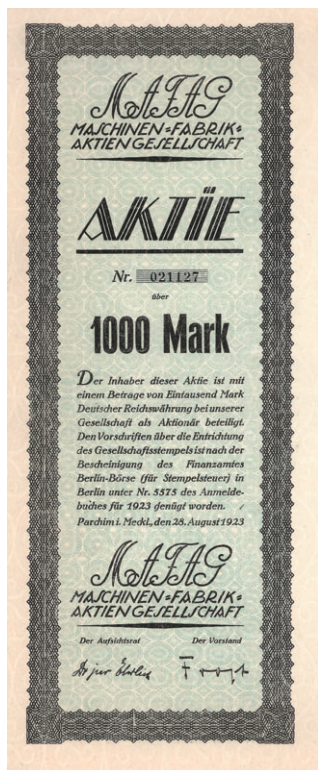 MAFAG
MASCHINEN=FABRIK=
AKTIENGESELLSCHAFT
AKTIE
Nr. 021127
über
1000 Mark
Der Inhaber dieser Aktie ist mit
einem Betrage von Eintausend Mark
Deutscher Reichswährung bei unserer
Gesellschaft als Aktionär beteiligt.
Den Vorschriften über die Entrichtung
des Gesellschaftsstempels ist nach der
Bescheinigung des Finanzamtes
Berlin-Börse (für Stempelsteuer) in
Berlin unter Nr. 5575 des Anmelde-
buches für 1923 genügt worden.
Parchim i. Meckl., den 28. August 1923
MAFAG
MASCHINEN=FABRIK=
AKTIENGESELLSCHAFT
Der Aufsichtsrat Der Vorstand